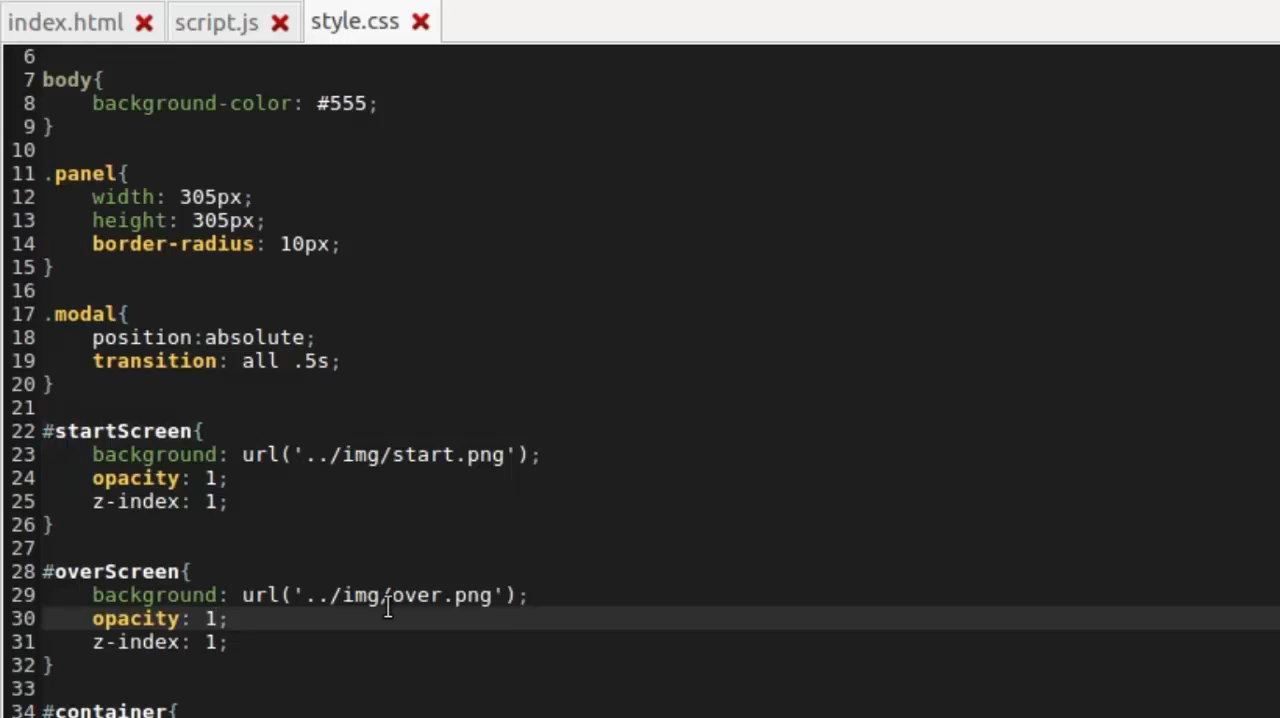 index.html script.js style.css
6
7 body{
8 background-color: #555;
9 }
10
11 .panel{
12 width: 305px;
13 height: 305px;
14 border-radius: 10px;
15 }
16
17 .modal{
18 position:absolute;
19 transition: all .5s;
20 }
21
22 #startScreen{
23 background: url('../img/start.png');
24 opacity: 1;
25 z-index: 1;
26 }
27
28 #overScreen{
29 background: url('../img/over.png');
30 opacity: 1;
31 z-index: 1;
32 }
33
34 #container{